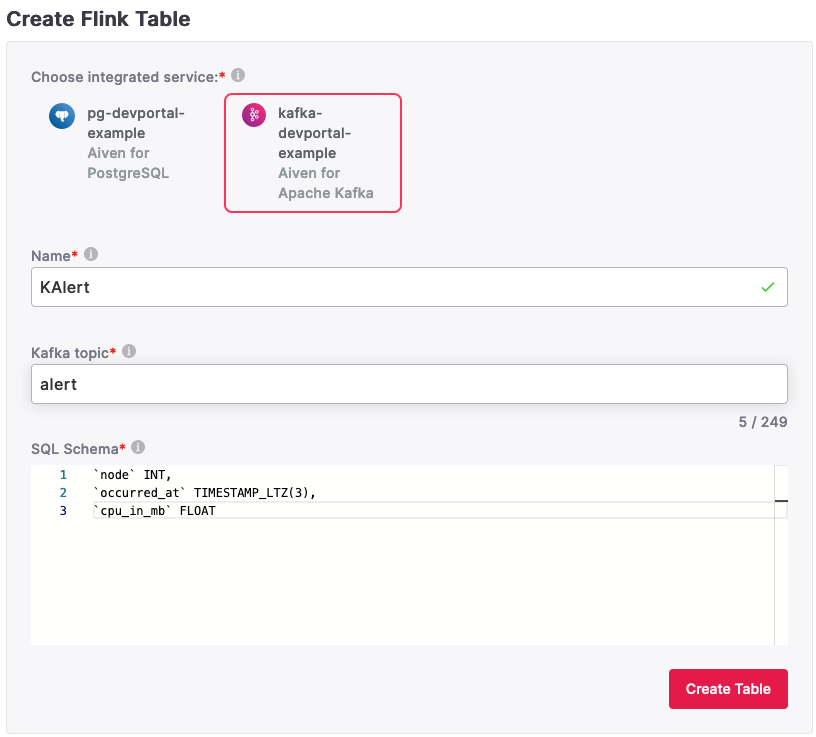 Create Flink Table
Choose integrated service:*
pg-devportal-
example
Aiven for
PostgreSQL
kafka-
devportal-
example
Aiven for
Apache Kafka
Name*
KAlert
Kafka topic*
alert
5 / 249
SQL Schema*
1 `node` INT,
2 `occurred_at` TIMESTAMP_LTZ(3),
3 `cpu_in_mb` FLOAT
Create Table